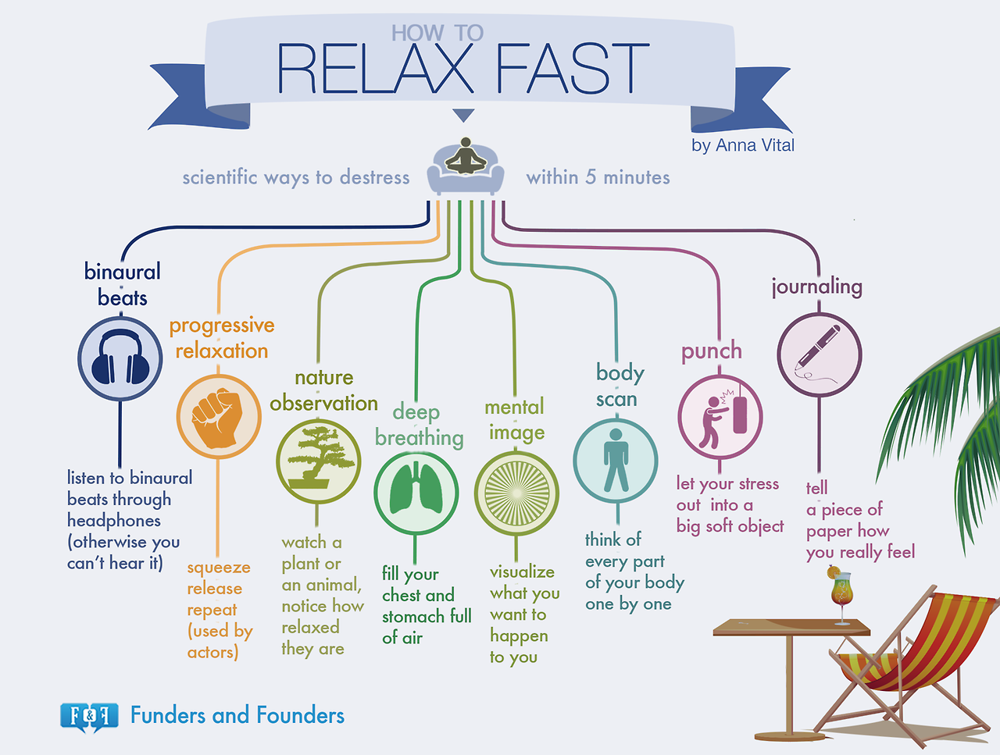 HOW TO
RELAX FAST
by Anna Vital
scientific ways to destress
within 5 minutes
binaural
beats
listen to binaural
beats through
headphones
(otherwise you
can't hear it)
progressive
relaxation
squeeze
release
repeat
(used by
actors)
nature
observation
watch a
plant or
an animal,
notice how
relaxed
they are
deep
breathing
fill your
chest and
stomach full
of air
mental
image
visualize
what you
want to
happen
to you
body
scan
think of
every part
of your body
one by one
punch
let your stress
out into a
big soft object
journaling
tell
a piece of
paper how
you really feel
F&F
Funders and Founders